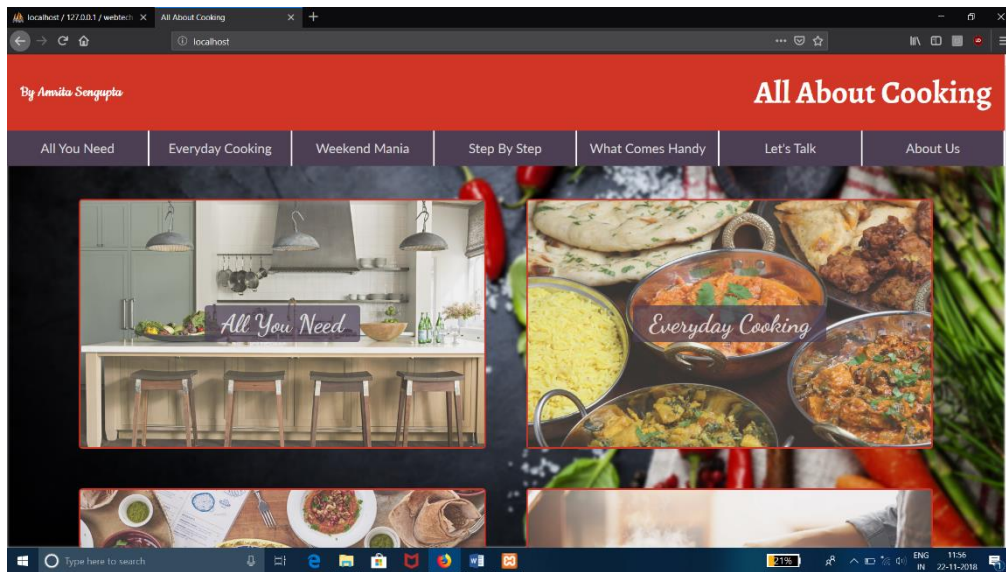 localhost / 127.0.0.1 / webtech
All About Cooking
localhost
By Amrita Sengupta
All About Cooking
All You Need
Everyday Cooking
Weekend Mania
Step By Step
What Comes Handy
Let's Talk
About Us
All You Need
Everyday Cooking
Type here to search
21%
ENG
IN
11:56
22-11-2018